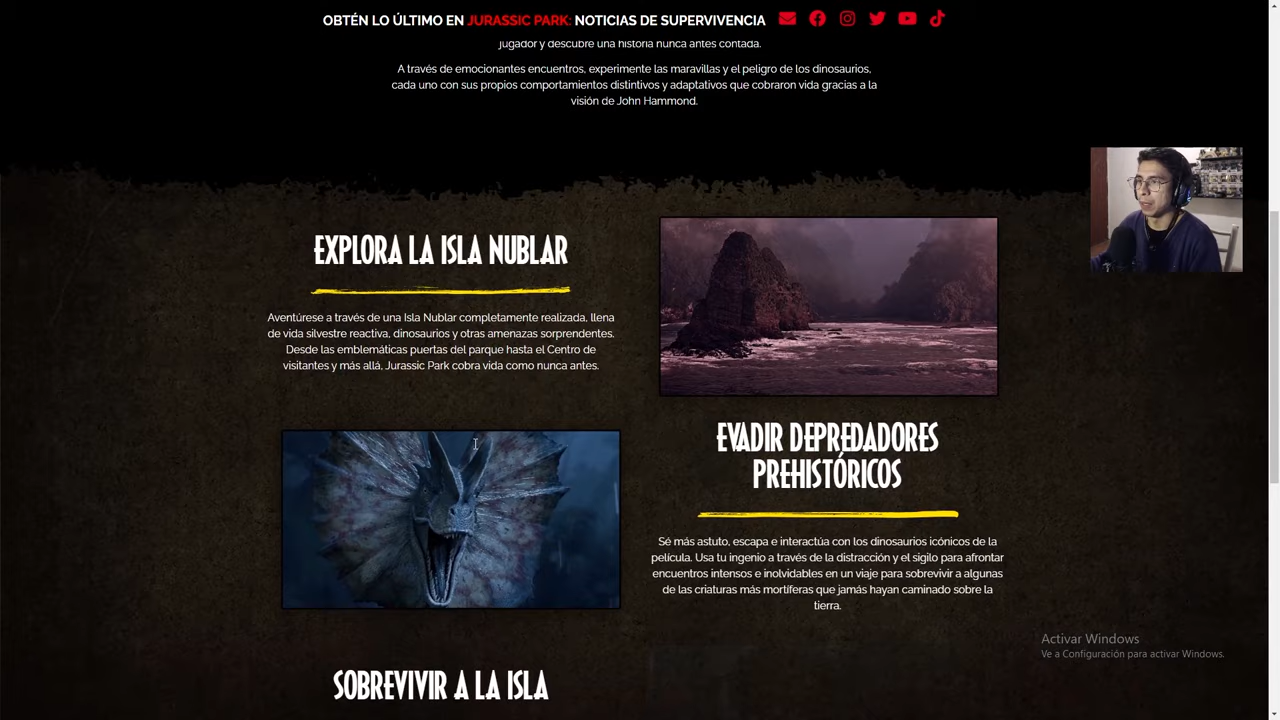 OBTÉN LO ÚLTIMO EN JURASSIC PARK: NOTICIAS DE SUPERVIVENCIA
jugador y descubre una historia nunca antes contada.
A través de emocionantes encuentros, experimente las maravillas y el peligro de los dinosaurios,
cada uno con sus propios comportamientos distintivos y adaptativos que cobraron vida gracias a la
visión de John Hammond.
EXPLORA LA ISLA NUBLAR
Aventúrese a través de una Isla Nublar completamente realizada, llena
de vida silvestre reactiva, dinosaurios y otras amenazas sorprendentes.
Desde las emblemáticas puertas del parque hasta el Centro de
visitantes y más allá, Jurassic Park cobra vida como nunca antes.
EVADIR DEPREDADORES
PREHISTÓRICOS
Sé más astuto, escapa e interactúa con los dinosaurios icónicos de la
película. Usa tu ingenio a través de la distracción y el sigilo para afrontar
encuentros intensos e inolvidables en un viaje para sobrevivir a algunas
de las criaturas más mortíferas que jamás hayan caminado sobre la
tierra.
SOBREVIVIR A LA ISLA
Activar Windows
Ve a Configuración para activar Windows.